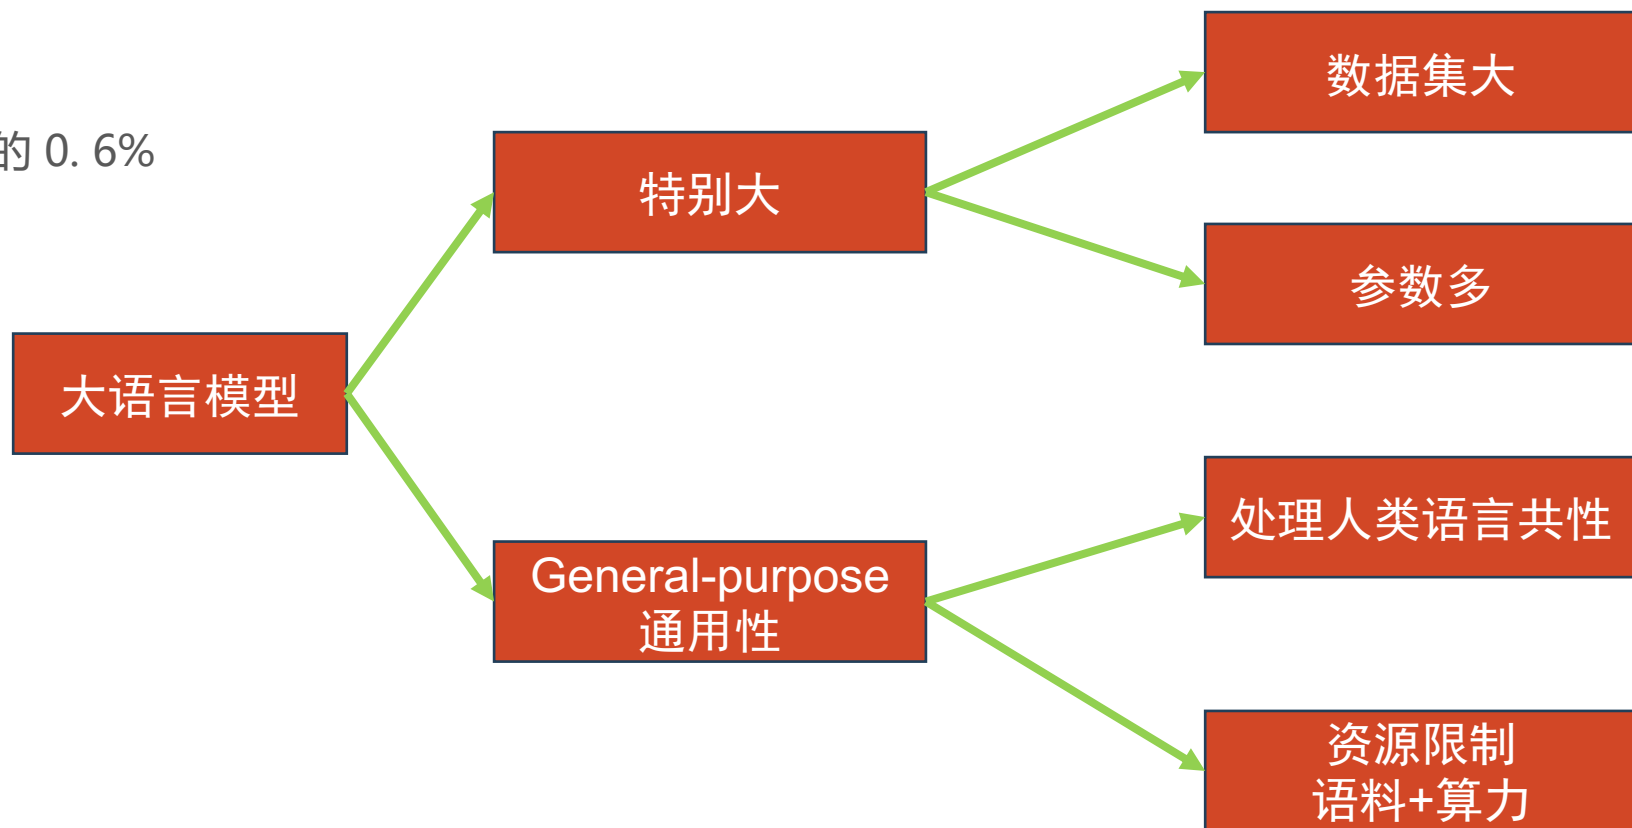 的 0. 6%
大语言模型
特别大
General-purpose
通用性
数据集大
参数多
处理人类语言共性
资源限制
语料+算力